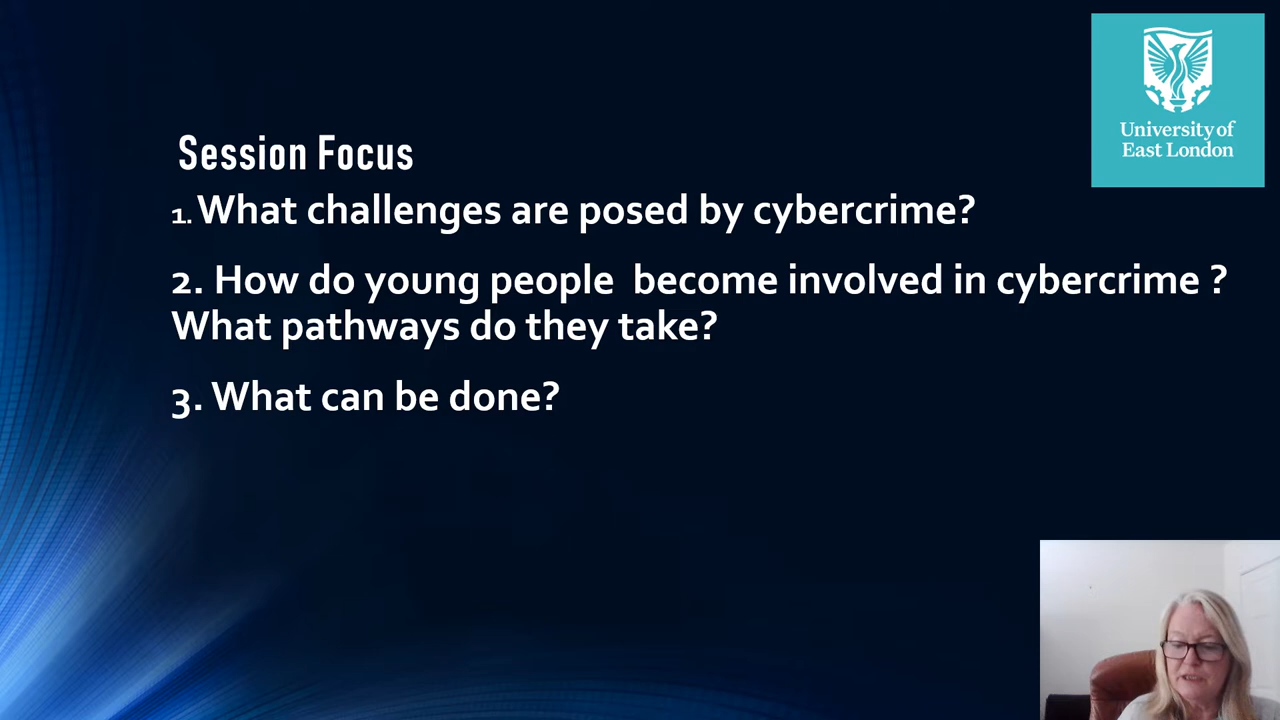 University of
East London
Session Focus
1. What challenges are posed by cybercrime?
2. How do young people become involved in cybercrime ?
What pathways do they take?
3. What can be done?